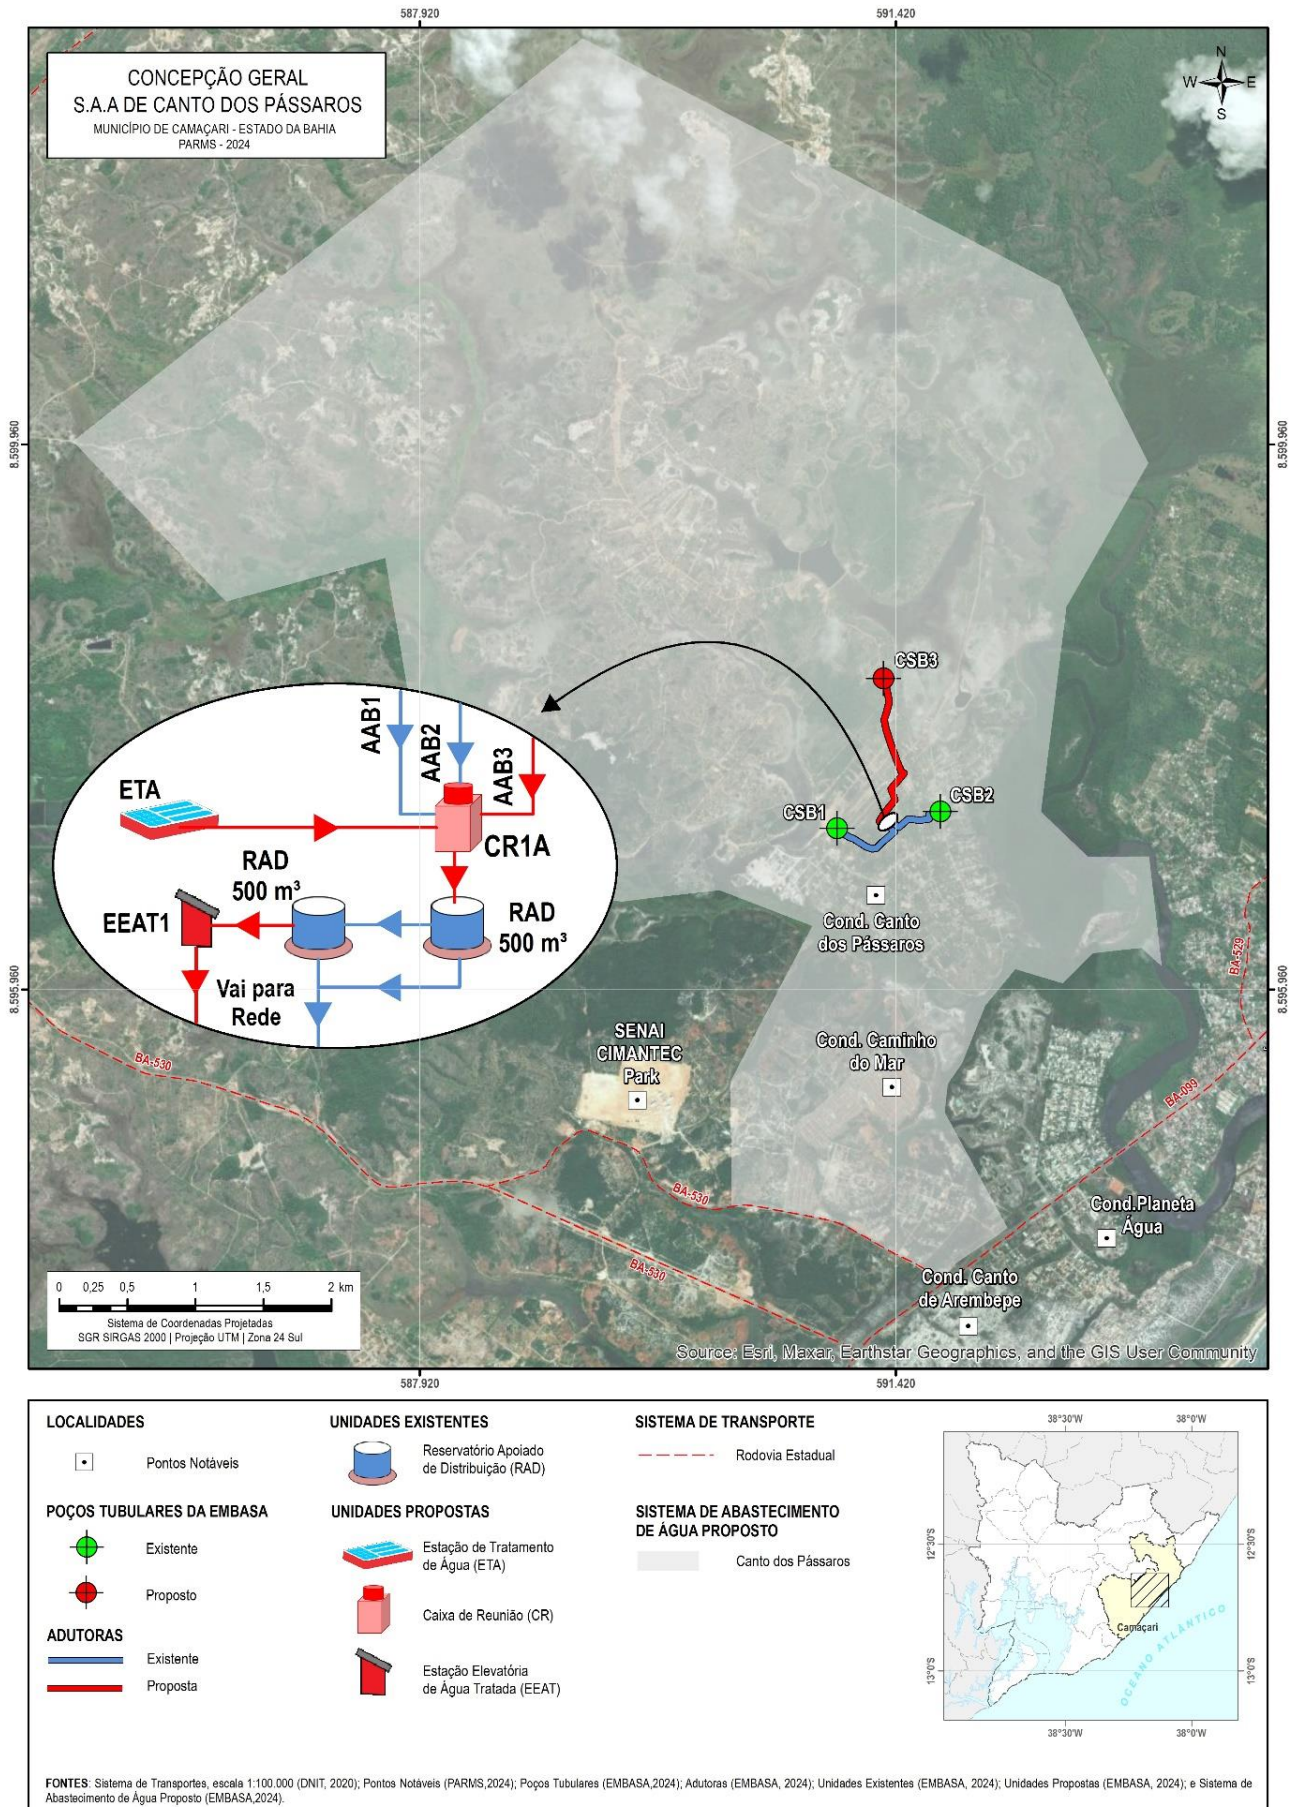 587.920
591.420
CONCEPÇÃO GERAL
S.A.A DE CANTO DOS PÁSSAROS
MUNICÍPIO DE CAMAÇARI - ESTADO DA BAHIA
PARMS - 2024
N
W
E
S
8.599.960
8.599.960
CSB3
CSB1
CSB2
AAB1
AAB2
AAB3
ETA
CR1A
RAD
500 m³
RAD
500 m³
EEAT1
Vai para
Rede
Cond. Canto
dos Pássaros
BA-529
8.595.960
8.595.960
SENAI
CIMANTEC
Park
Cond. Caminho
do Mar
BA-530
BA-099
BA-530
Cond.Planeta
Água
BA-530
Cond. Canto
de Arembepe
0 0,25 0,5 1 1,5 2 km
Sistema de Coordenadas Projetadas
SGR SIRGAS 2000 | Projeção UTM | Zona 24 Sul
Source: Esri, Maxar, Earthstar Geographics, and the GIS User Community
587.920
591.420
LOCALIDADES
Pontos Notáveis
POÇOS TUBULARES DA EMBASA
Existente
Proposto
ADUTORAS
Existente
Proposta
UNIDADES EXISTENTES
Reservatório Apoiado
de Distribuição (RAD)
UNIDADES PROPOSTAS
Estação de Tratamento
de Água (ETA)
Caixa de Reunião (CR)
Estação Elevatória
de Água Tratada (EEAT)
SISTEMA DE TRANSPORTE
Rodovia Estadual
SISTEMA DE ABASTECIMENTO
DE ÁGUA PROPOSTO
Canto dos Pássaros
38°30'W
38°0'W
12°30'S
12°30'S
Camaçari
OCEANO ATLÂNTICO
13°0'S
13°0'S
38°30'W
38°0'W
FONTES: Sistema de Transportes, escala 1:100.000 (DNIT, 2020); Pontos Notáveis (PARMS,2024); Poços Tubulares (EMBASA,2024); Adutoras (EMBASA, 2024); Unidades Existentes (EMBASA, 2024); Unidades Propostas (EMBASA, 2024); e Sistema de
Abastecimento de Água Proposto (EMBASA,2024).